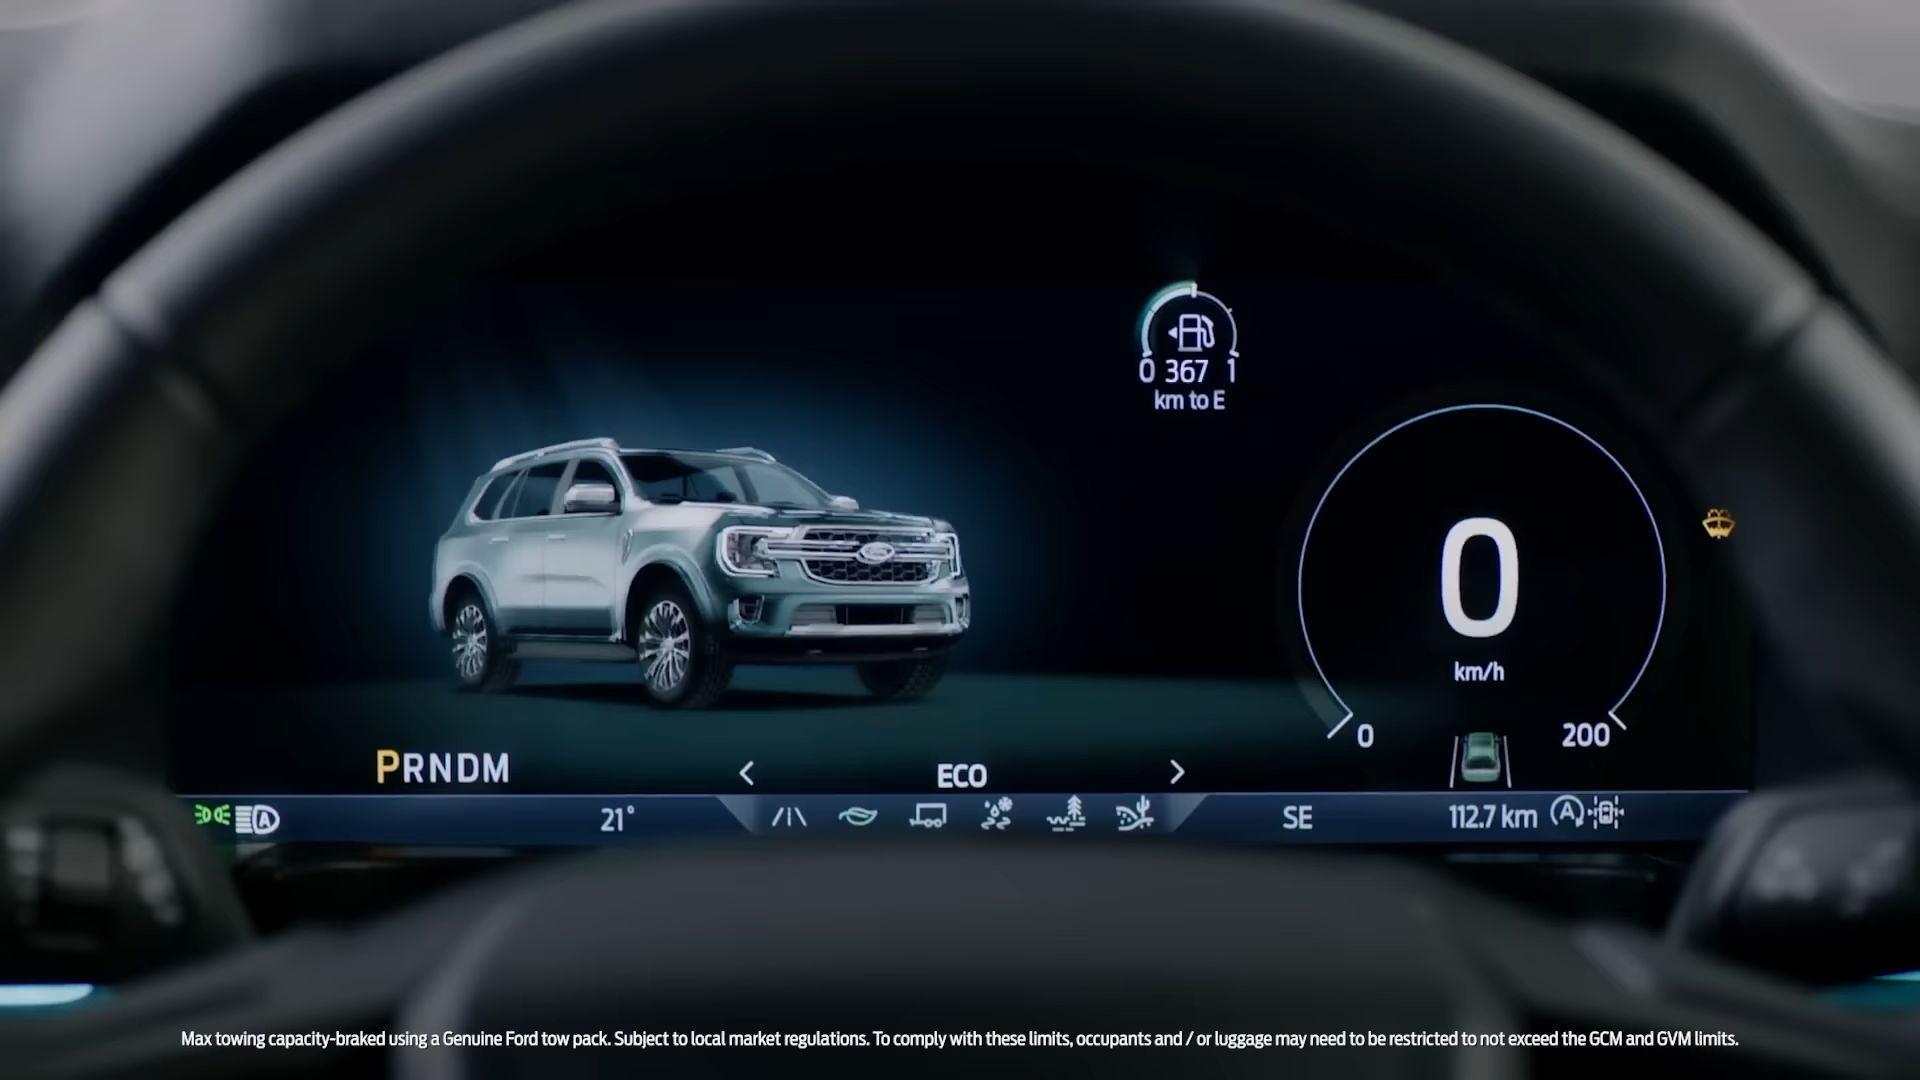 0 367 1
km to E
0
km/h
0 200
PRNDM
< ECO >
21°
SE
112.7 km
A
A
Max towing capacity-braked using a Genuine Ford tow pack. Subject to local market regulations. To comply with these limits, occupants and / or luggage may need to be restricted to not exceed the GCM and GVM limits.